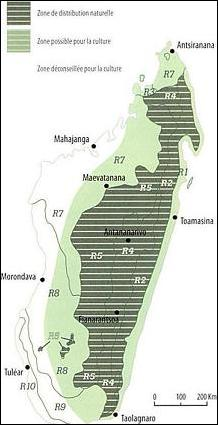 Zone de distribution naturelle
Zone possible pour la culture
Zone déconseillée pour la culture
Antsiranana
R7
R3
R4
Mahajanga
R7
R1
Maevatanana
R5
R2
R7
Toamasina
Antananarivo
R4
R2
Morondava
R8
Fianarantsoa
R8
Tuléar
R8
R5
R4
R10
R9
Taolagnaro
0 100 200 Km